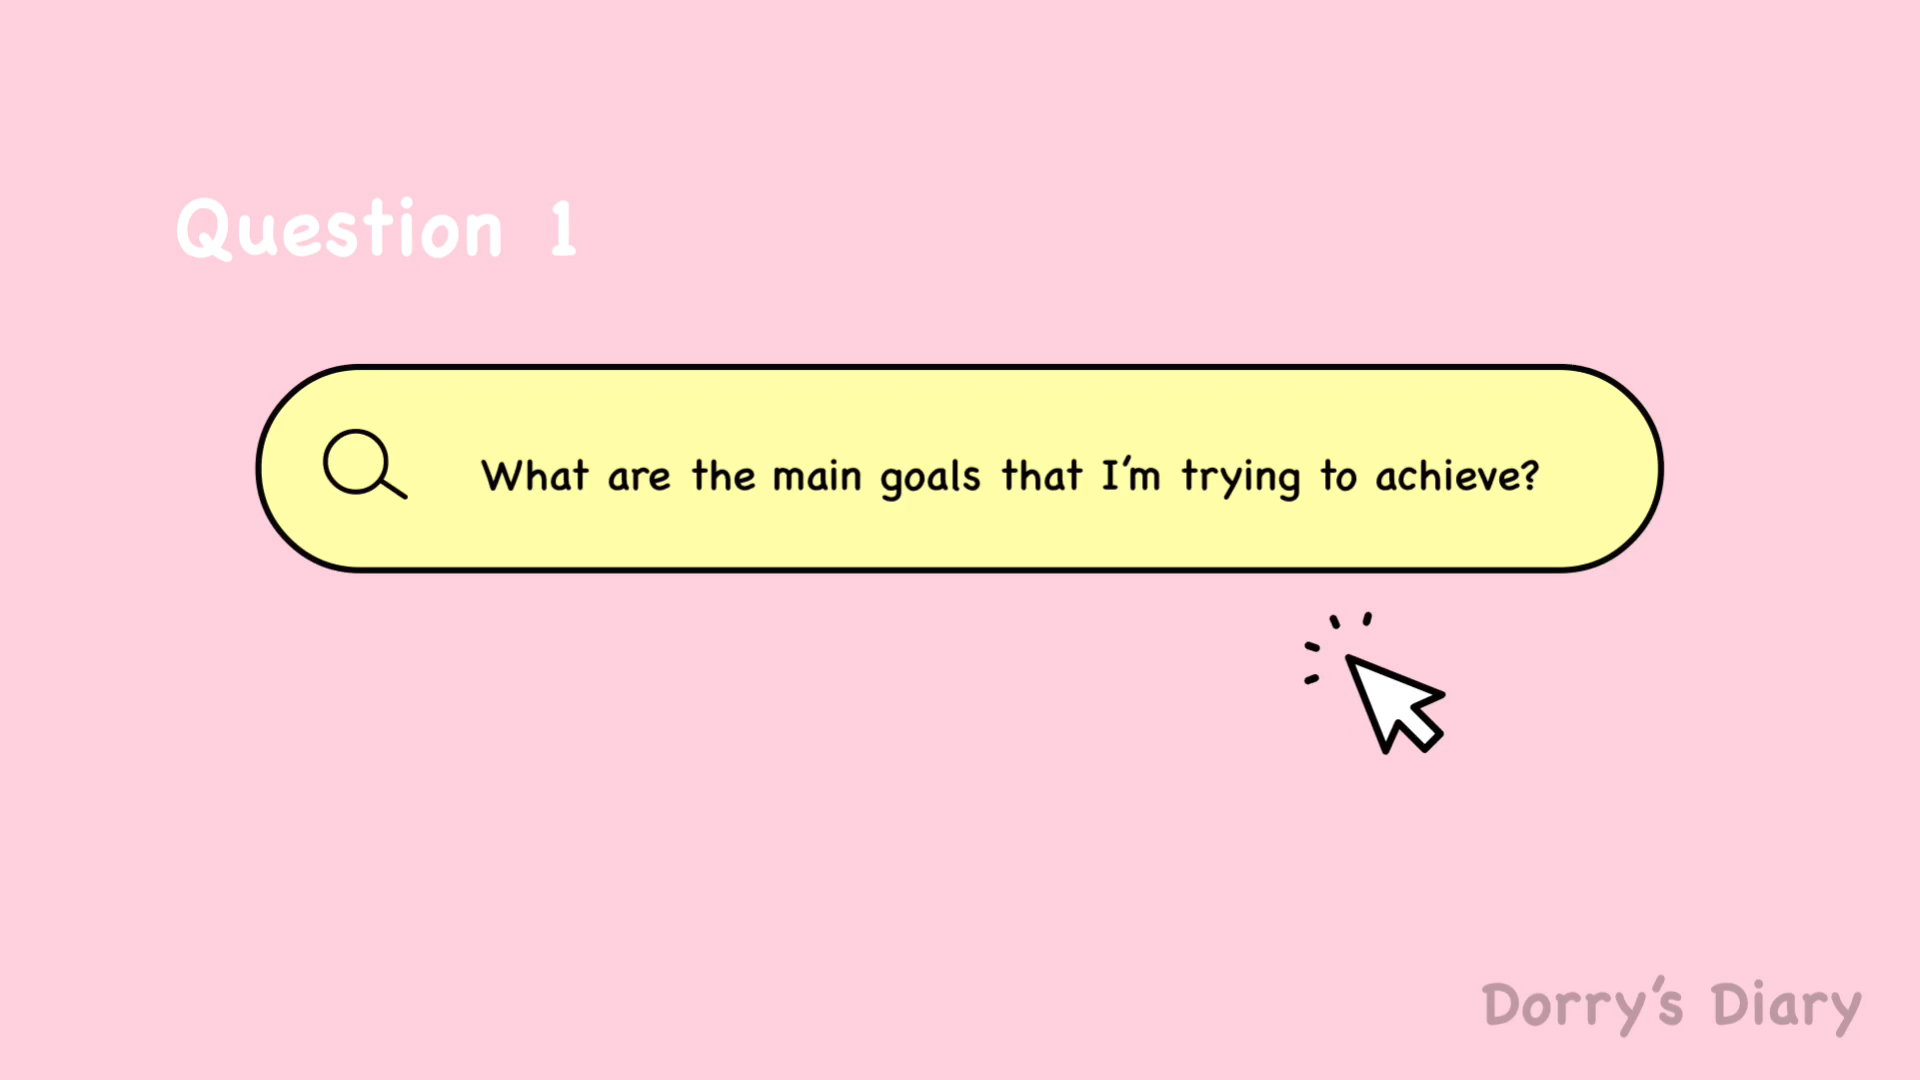 Question 1
What are the main goals that I'm trying to achieve?
Dorry's Diary